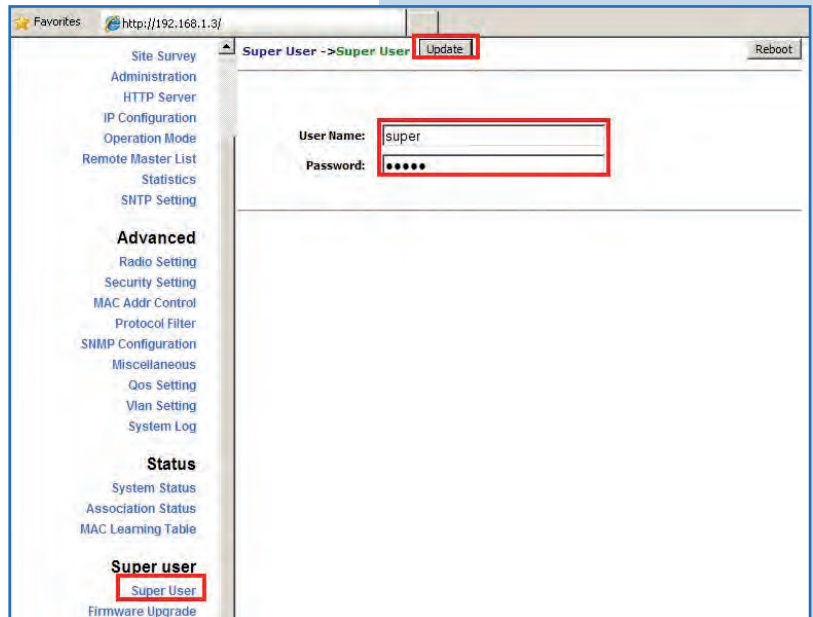 Favorites http://192.168.1.3/
Site Survey
Administration
HTTP Server
IP Configuration
Operation Mode
Remote Master List
Statistics
SNTP Setting
Advanced
Radio Setting
Security Setting
MAC Addr Control
Protocol Filter
SNMP Configuration
Miscellaneous
Qos Setting
Vlan Setting
System Log
Status
System Status
Association Status
MAC Learning Table
Super user
Super User
Firmware Upgrade
Super User ->Super User Update Reboot
User Name: super
Password: •••••